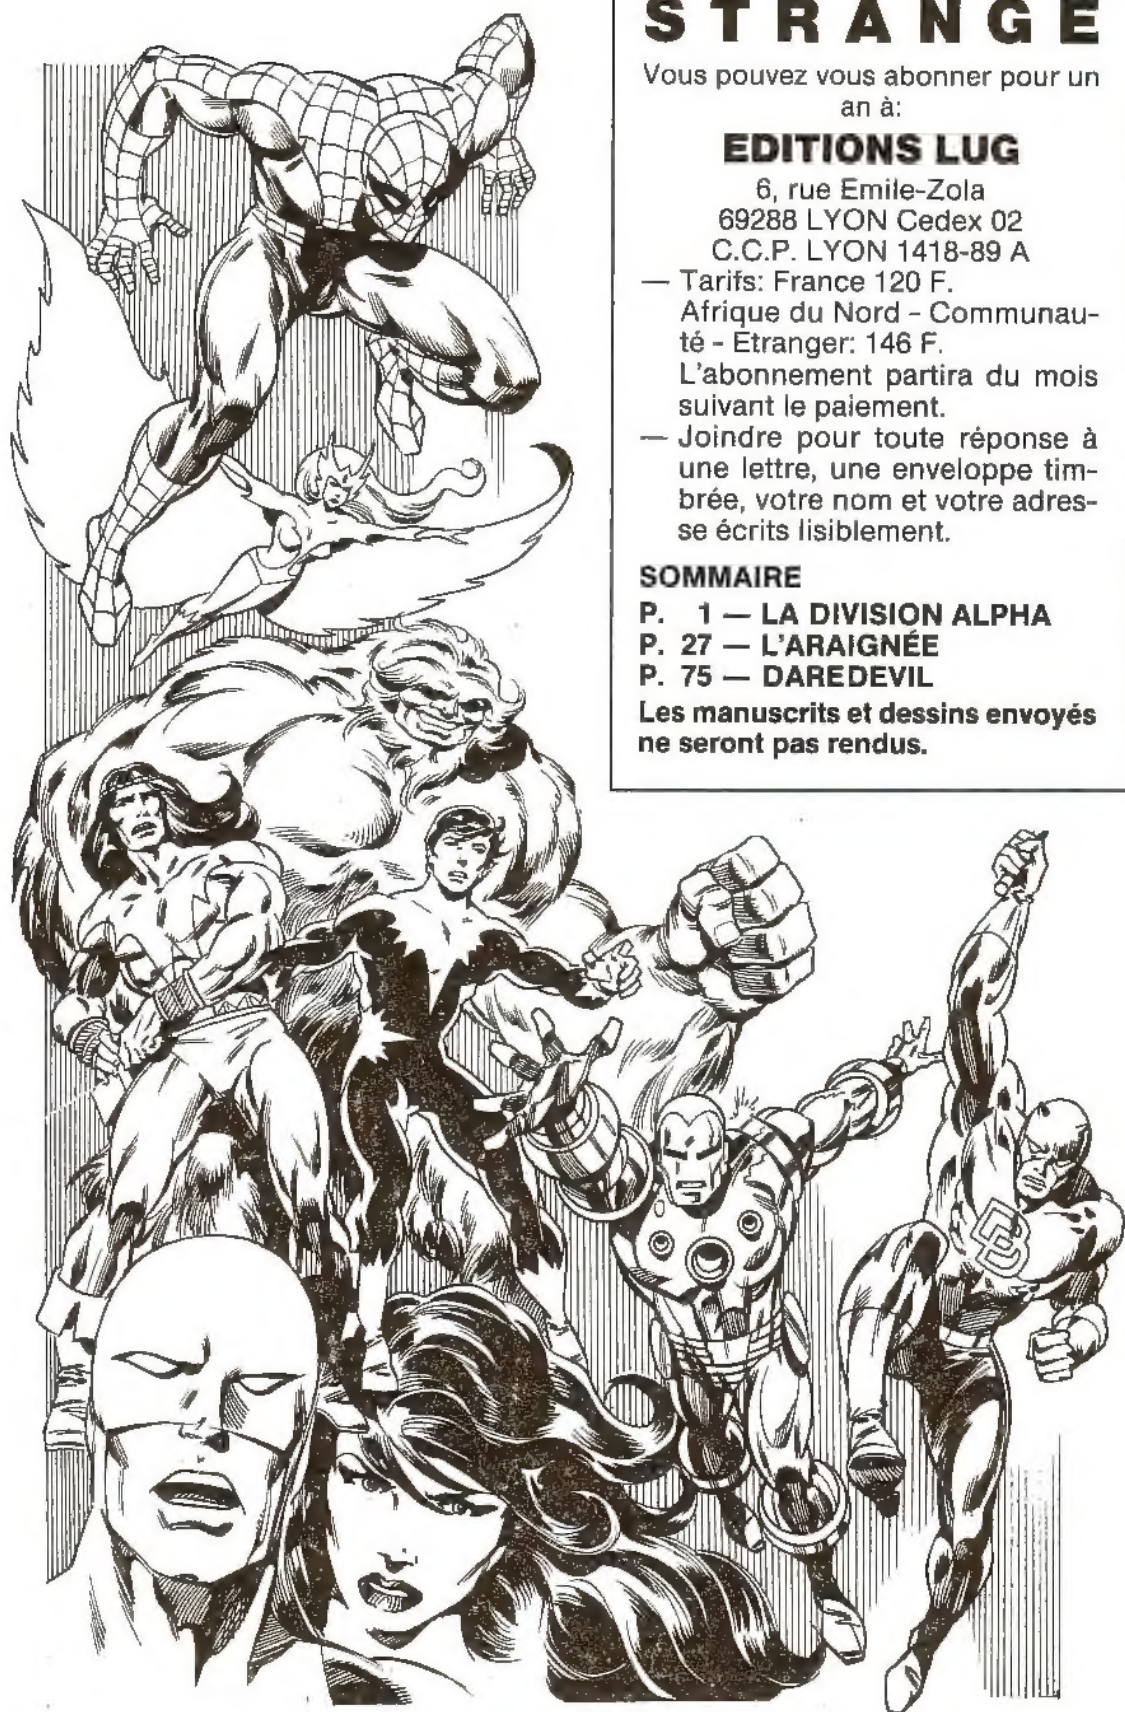 STRANGE
Vous pouvez vous abonner pour un
an à:
EDITIONS LUG
6, rue Emile-Zola
69288 LYON Cedex 02
C.C.P. LYON 1418-89 A
— Tarifs: France 120 F.
Afrique du Nord - Communau-
té - Etranger: 146 F.
L'abonnement partira du mois
suivant le paiement.
— Joindre pour toute réponse à
une lettre, une enveloppe tim-
brée, votre nom et votre adres-
se écrits lisiblement.
SOMMAIRE
P. 1 — LA DIVISION ALPHA
P. 27 — L'ARAIGNÉE
P. 75 — DAREDEVIL
Les manuscrits et dessins envoyés
ne seront pas rendus.
DD